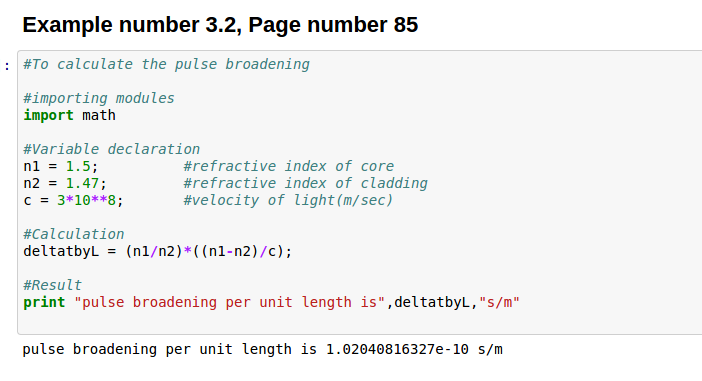 Example number 3.2, Page number 85
: #To calculate the pulse broadening
#importing modules
import math
#Variable declaration
n1 = 1.5;          #refractive index of core
n2 = 1.47;         #refractive index of cladding
c = 3*10**8;       #velocity of light(m/sec)
#Calculation
deltatbyL = (n1/n2)*((n1-n2)/c);
#Result
print "pulse broadening per unit length is",deltatbyL,"s/m"
pulse broadening per unit length is 1.02040816327e-10 s/m